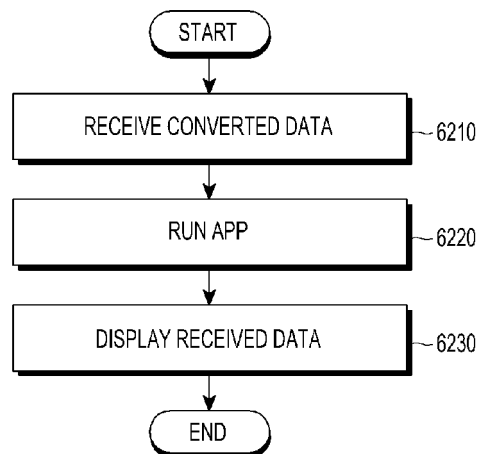 START
RECEIVE CONVERTED DATA
6210
RUN APP
6220
DISPLAY RECEIVED DATA
6230
END